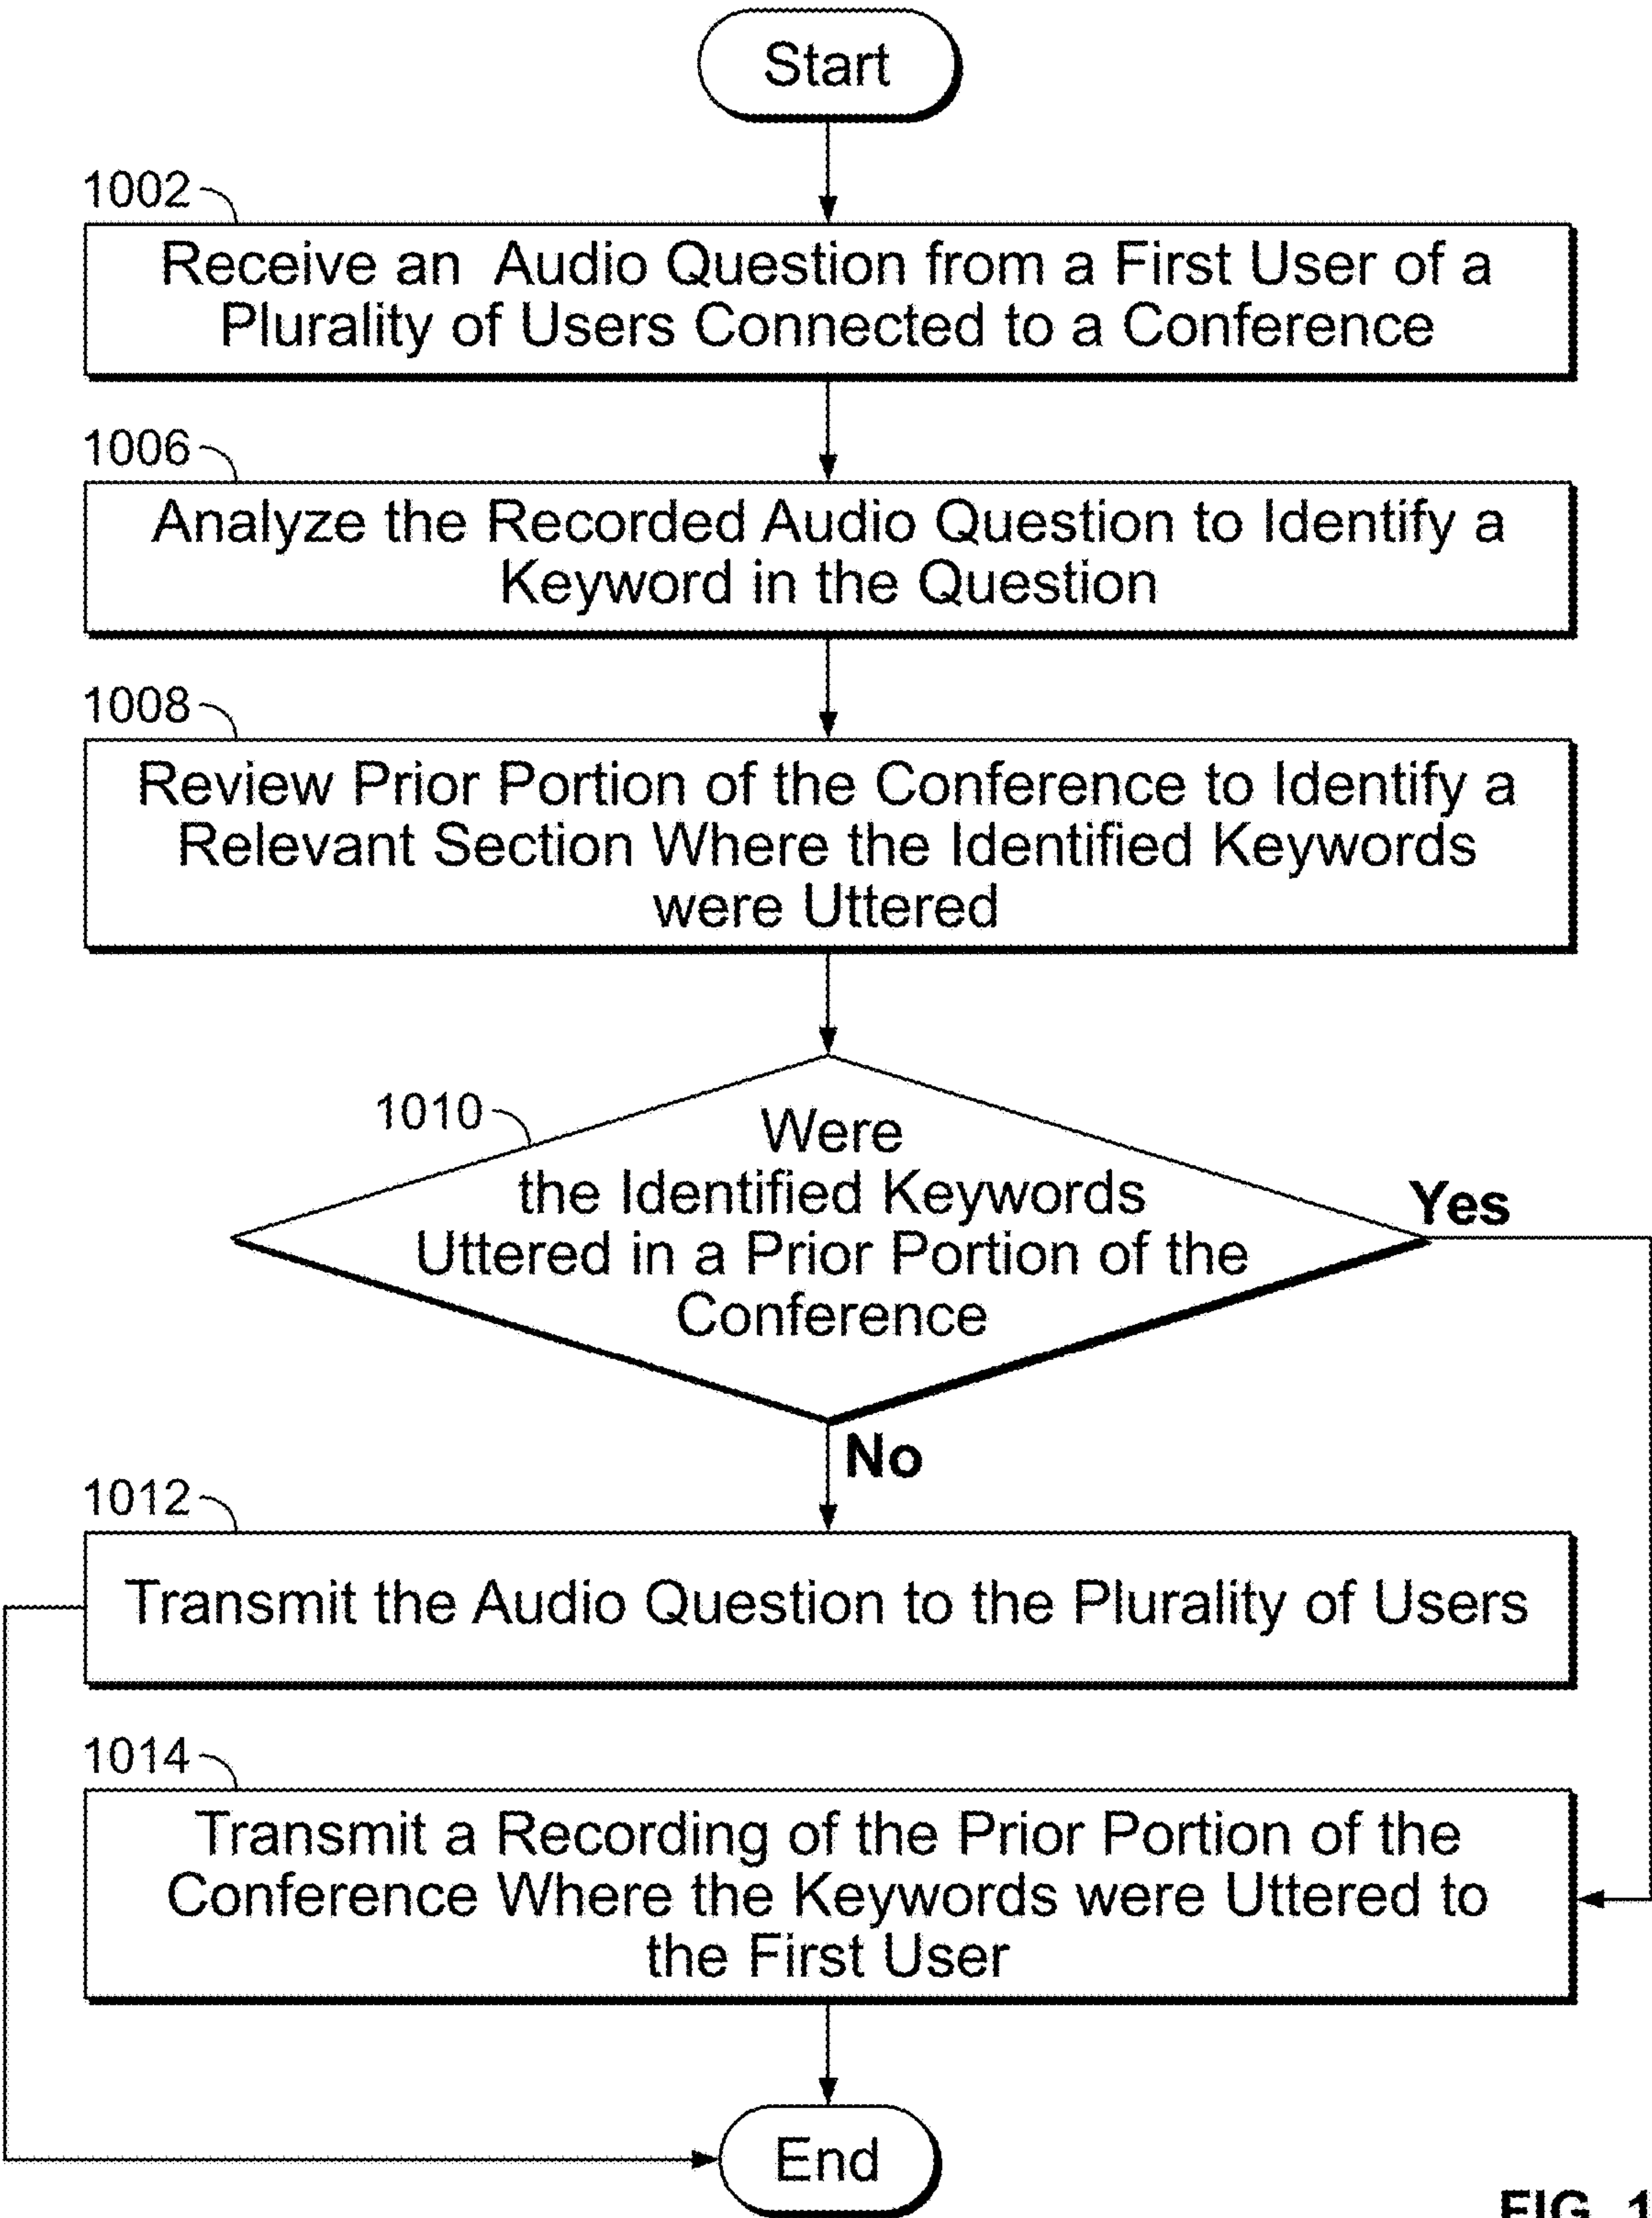 Start
1002
Receive an Audio Question from a First User of a
Plurality of Users Connected to a Conference
1006
Analyze the Recorded Audio Question to Identify a
Keyword in the Question
1008
Review Prior Portion of the Conference to Identify a
Relevant Section Where the Identified Keywords
were Uttered
1010
Were
the Identified Keywords
Uttered in a Prior Portion of the
Conference
Yes
No
1012
Transmit the Audio Question to the Plurality of Users
1014
Transmit a Recording of the Prior Portion of the
Conference Where the Keywords were Uttered to
the First User
End
FIG. 1